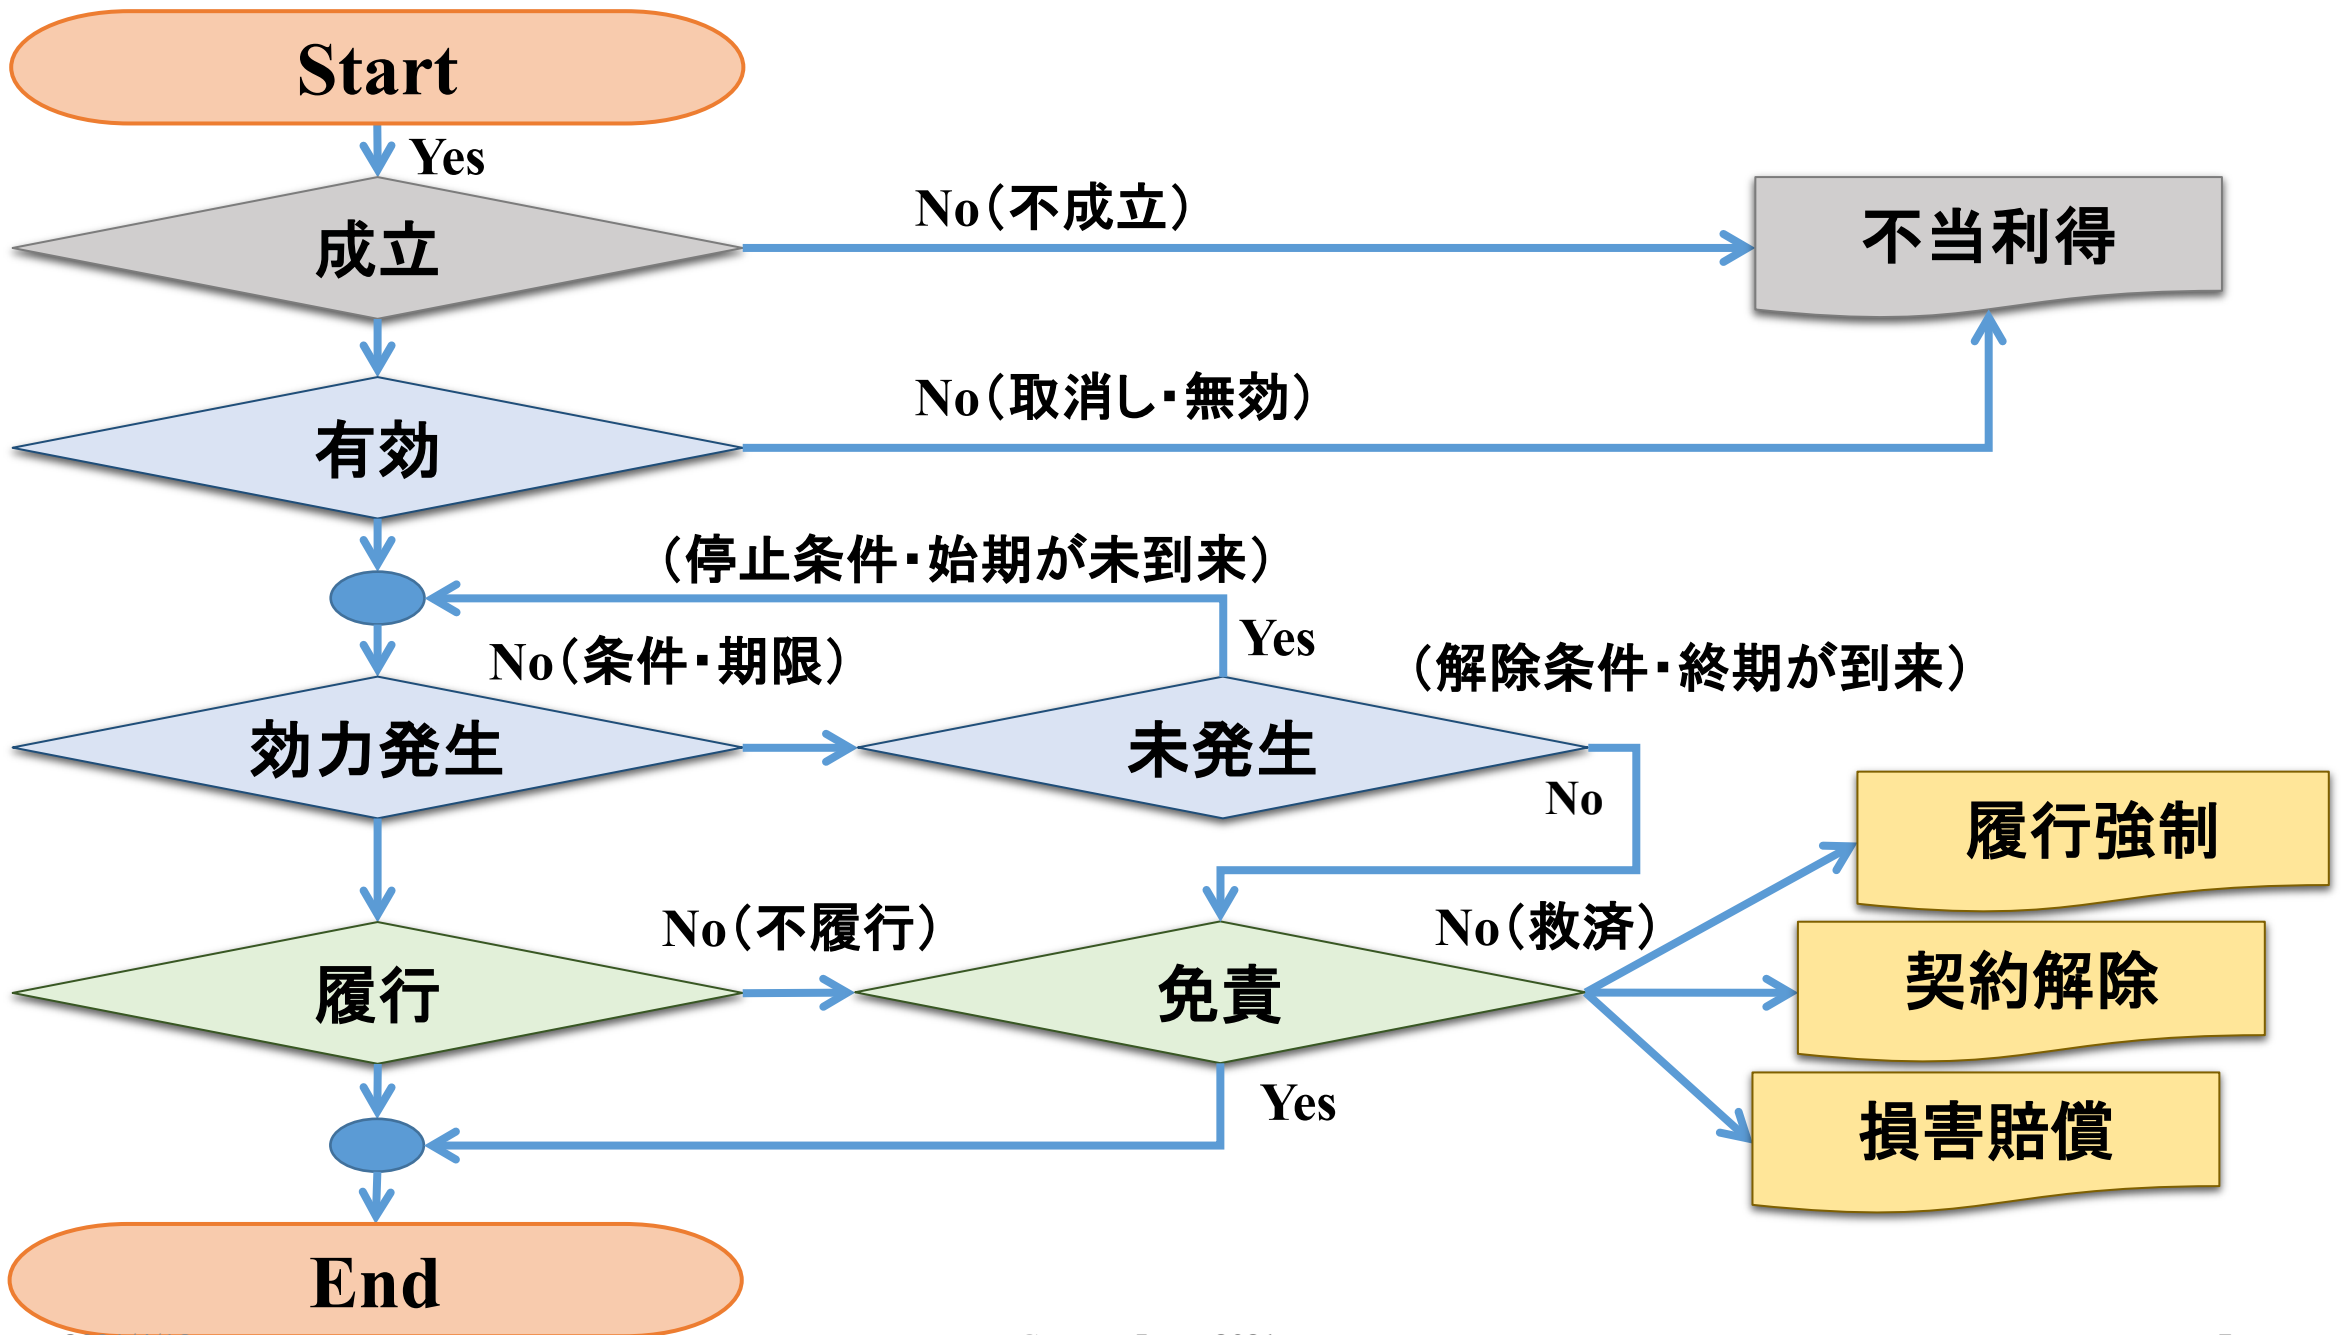 Start
Yes
成立
No（不成立）
不当利得
有効
No（取消し・無効）
（停止条件・始期が未到来）
Yes
No（条件・期限）
（解除条件・終期が到来）
効力発生
未発生
No
履行強制
No（不履行）
No（救済）
履行
免責
契約解除
Yes
損害賠償
End